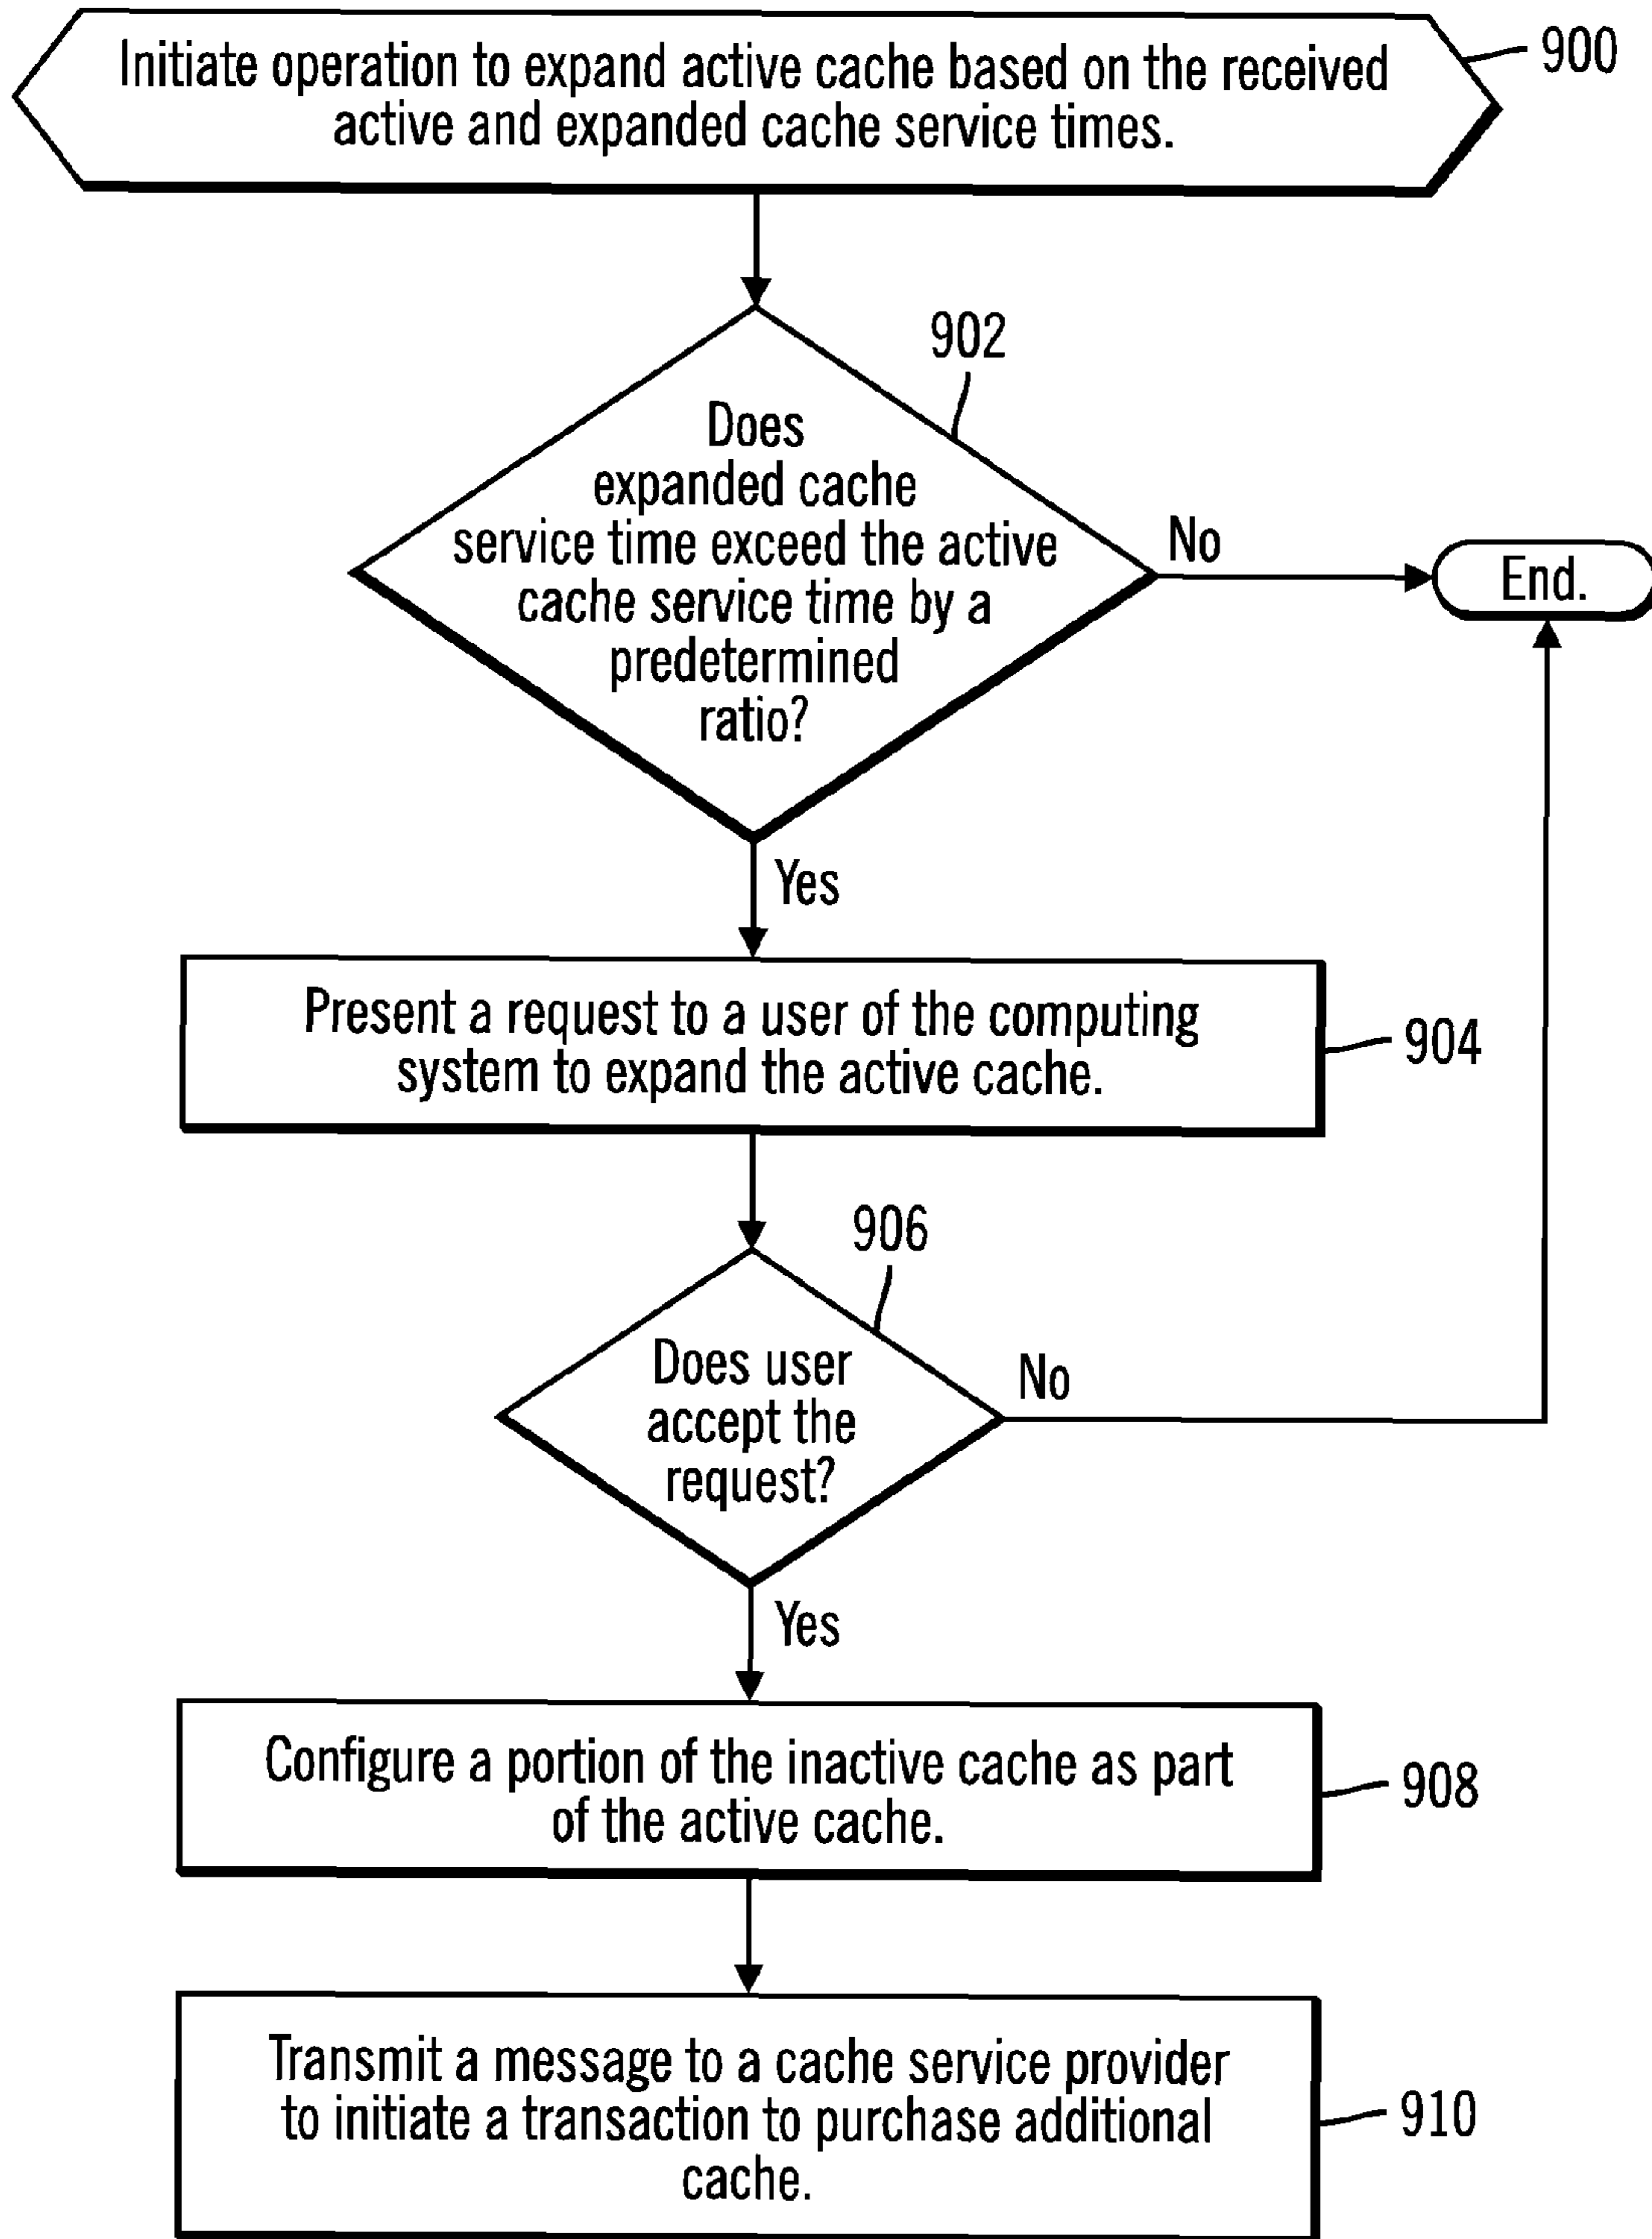 Initiate operation to expand active cache based on the received
active and expanded cache service times.
900
902
Does
expanded cache
service time exceed the active
cache service time by a
predetermined
ratio?
No
End.
Yes
Present a request to a user of the computing
system to expand the active cache.
904
906
Does user
accept the
request?
No
Yes
Configure a portion of the inactive cache as part
of the active cache.
908
Transmit a message to a cache service provider
to initiate a transaction to purchase additional
cache.
910